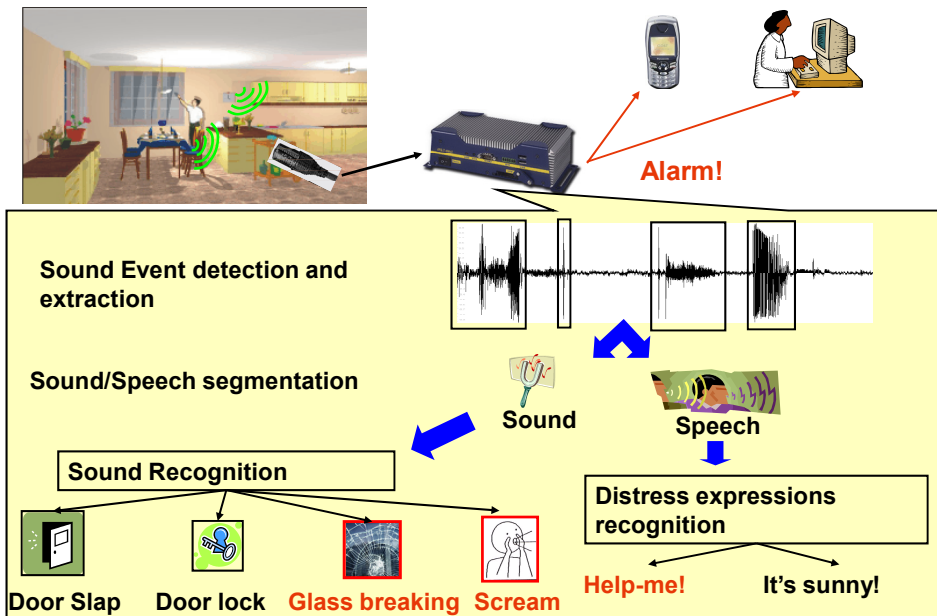 Alarm!
Sound Event detection and
extraction
Sound/Speech segmentation
Sound
Speech
Sound Recognition
Distress expressions
recognition
Door Slap
Door lock
Glass breaking
Scream
Help-me!
It's sunny!